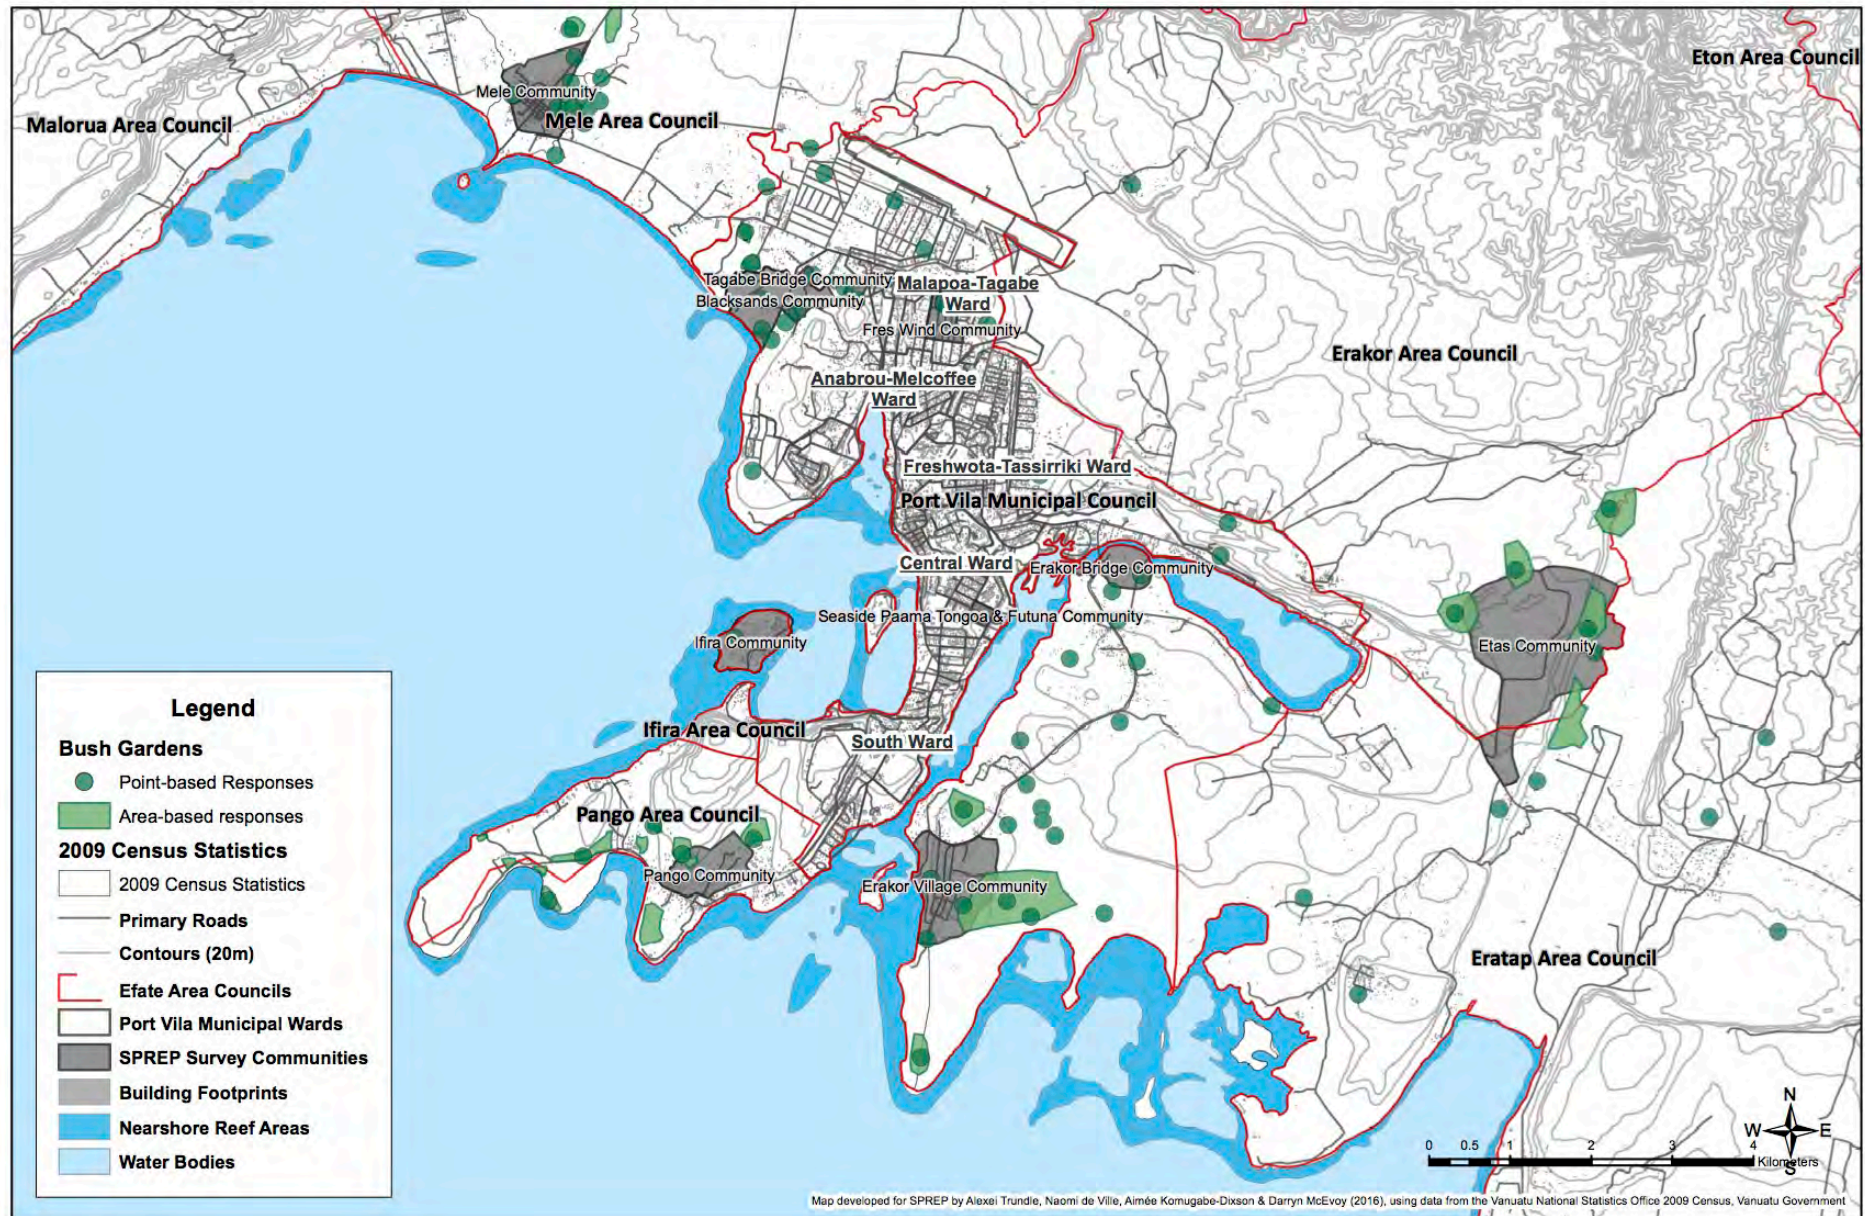 Eton Area Council
Mele Community
Malorua Area Council
Mele Area Council
Tagabe Bridge Community
Malapoa-Tagabe
Ward
Blacksands Community
Fres Wind Community
Erakor Area Council
Anabrou-Melcoffee
Ward
Freshwota-Tassirriki Ward
Port Vila Municipal Council
Central Ward
Erakor Bridge Community
Seaside Paama Tongoa & Futuna Community
Ifira Community
Etas Community
Ifira Area Council
South Ward
Pango Area Council
Pango Community
Erakor Village Community
Eratap Area Council
Legend
Bush Gardens
Point-based Responses
Area-based responses
2009 Census Statistics
2009 Census Statistics
Primary Roads
Contours (20m)
Efate Area Councils
Port Vila Municipal Wards
SPREP Survey Communities
Building Footprints
Nearshore Reef Areas
Water Bodies
N
W E
S
0 0.5 1 2 3 4
Kilometers
Map developed for SPREP by Alexei Trundle, Naomi de Ville, Aimée Komugabe-Dixson & Darryn McEvoy (2016), using data from the Vanuatu National Statistics Office 2009 Census, Vanuatu Government